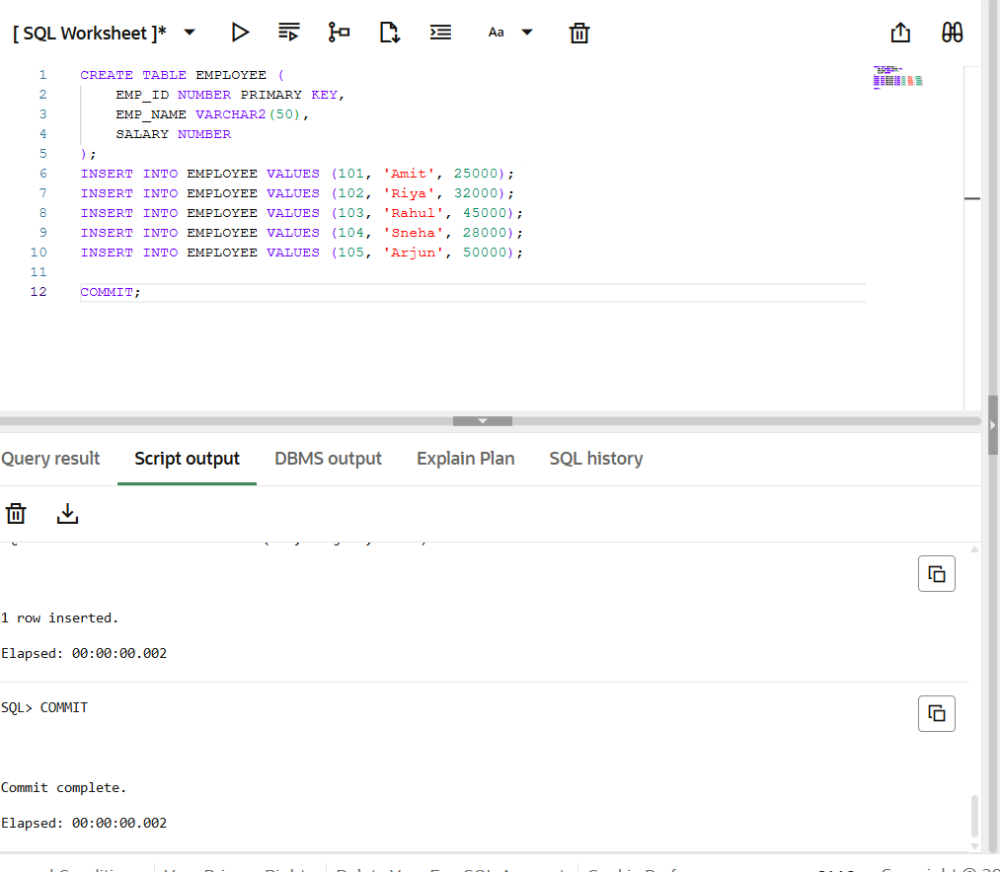 [ SQL Worksheet ]*
Aa
1 CREATE TABLE EMPLOYEE (
2 EMP_ID NUMBER PRIMARY KEY,
3 EMP_NAME VARCHAR2(50),
4 SALARY NUMBER
5 );
6 INSERT INTO EMPLOYEE VALUES (101, 'Amit', 25000);
7 INSERT INTO EMPLOYEE VALUES (102, 'Riya', 32000);
8 INSERT INTO EMPLOYEE VALUES (103, 'Rahul', 45000);
9 INSERT INTO EMPLOYEE VALUES (104, 'Sneha', 28000);
10 INSERT INTO EMPLOYEE VALUES (105, 'Arjun', 50000);
11
12 COMMIT;
Query result Script output DBMS output Explain Plan SQL history
1 row inserted.
Elapsed: 00:00:00.002
SQL> COMMIT
Commit complete.
Elapsed: 00:00:00.002